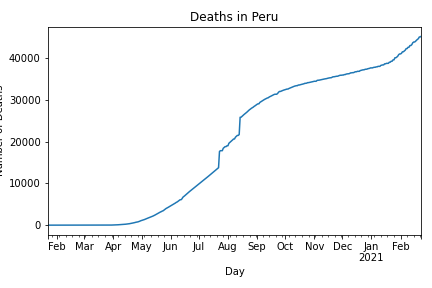 Deaths in Peru
Number of Deaths
40000
30000
20000
10000
0
Feb Mar Apr May Jun Jul Aug Sep Oct Nov Dec Jan Feb
2021
Day